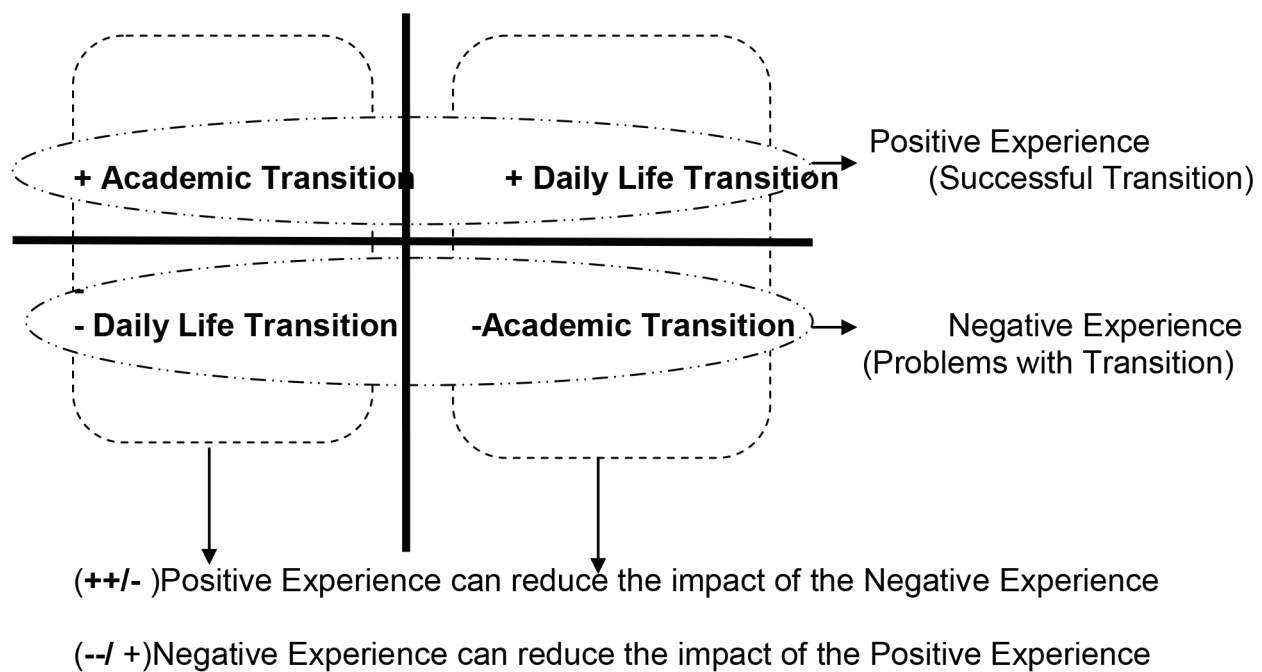 Positive Experience
(Successful Transition)
+ Academic Transition
+ Daily Life Transition
-
- Daily Life Transition
-Academic Transition
Negative Experience
(Problems with Transition)
(++/- )Positive Experience can reduce the impact of the Negative Experience
(--/ +)Negative Experience can reduce the impact of the Positive Experience